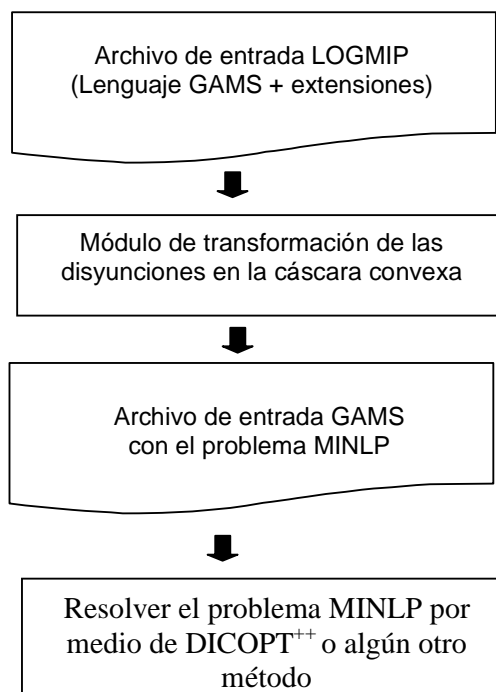 Archivo de entrada LOGMIP
(Lenguaje GAMS + extensiones)
Módulo de transformación de las
disyunciones en la cáscara convexa
Archivo de entrada GAMS
con el problema MINLP
Resolver el problema MINLP por
medio de DICOPT⁺⁺ o algún otro
método